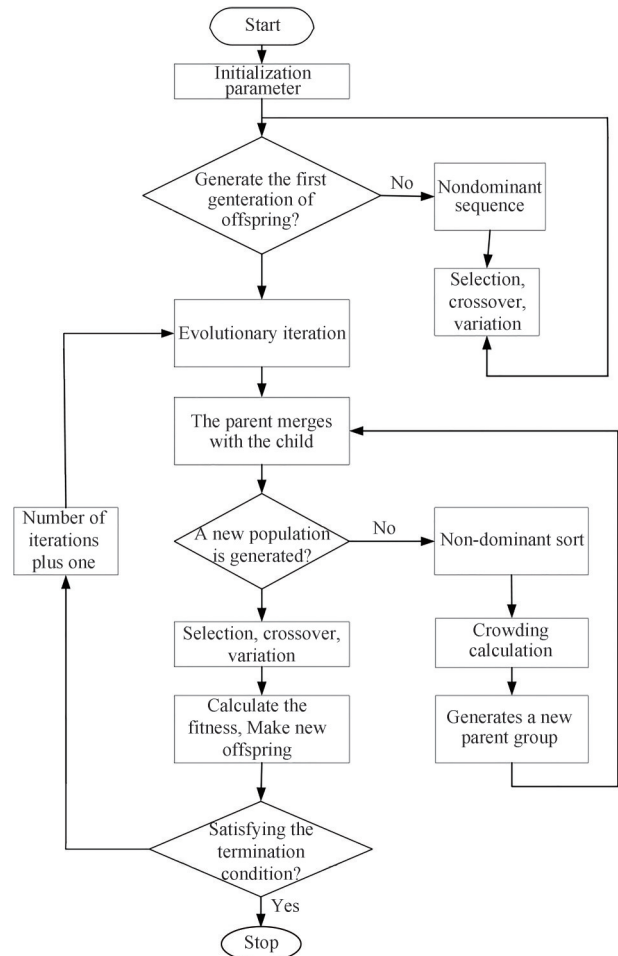 Start
Initialization
parameter
Generate the first
genteration of
offspring?
No
Nondominant
sequence
Selection,
crossover,
variation
Evolutionary iteration
The parent merges
with the child
Number of
iterations
plus one
A new population
is generated?
No
Non-dominant sort
Selection, crossover,
variation
Crowding
calculation
Calculate the
fitness, Make new
offspring
Generates a new
parent group
Satisfying the
termination
condition?
Yes
Stop